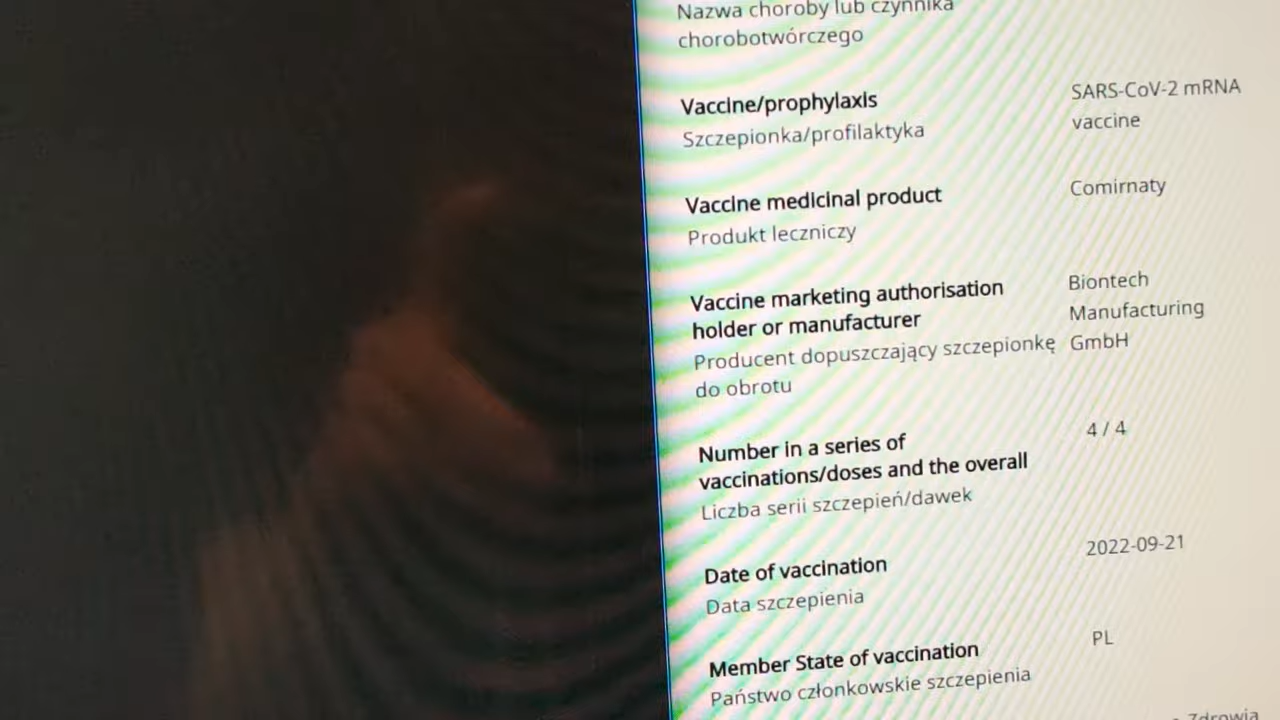 Nazwa choroby lub czynnika
chorobotwórczego
Vaccine/prophylaxis
Szczepionka/profilaktyka
SARS-CoV-2 mRNA
vaccine
Vaccine medicinal product
Produkt leczniczy
Comirnaty
Vaccine marketing authorisation
holder or manufacturer
Producent dopuszczający szczepionkę
do obrotu
Biontech
Manufacturing
GmbH
Number in a series of
vaccinations/doses and the overall
Liczba serii szczepień/dawek
4 / 4
Date of vaccination
Data szczepienia
2022-09-21
Member State of vaccination
Państwo członkowskie szczepienia
PL
Zdrowia